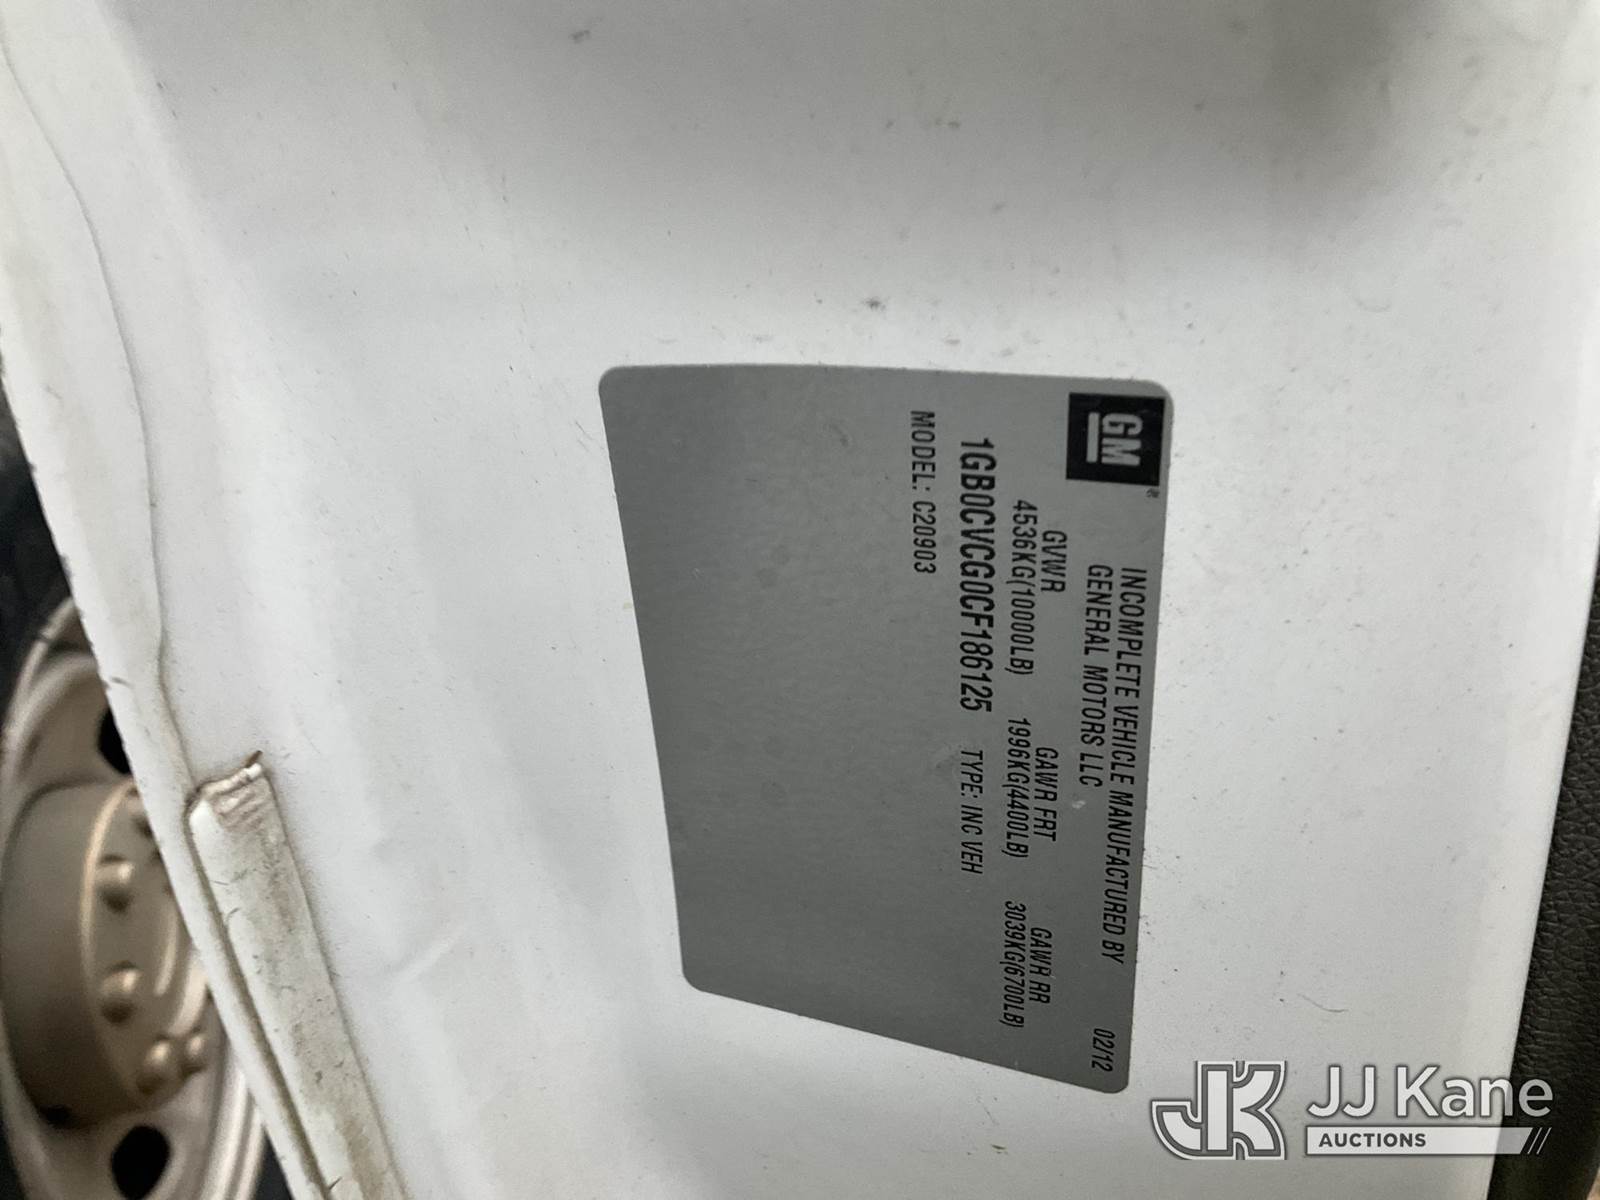 GM®
INCOMPLETE VEHICLE MANUFACTURED BY
GENERAL MOTORS LLC
02/12
GVWR GAWR FRT GAWR RR
4536KG(10000LB) 1996KG(4400LB) 3039KG(6700LB)
1GB0CVCG0CF186125 TYPE: INC VEH
MODEL: C20903
JK JJ Kane
AUCTIONS